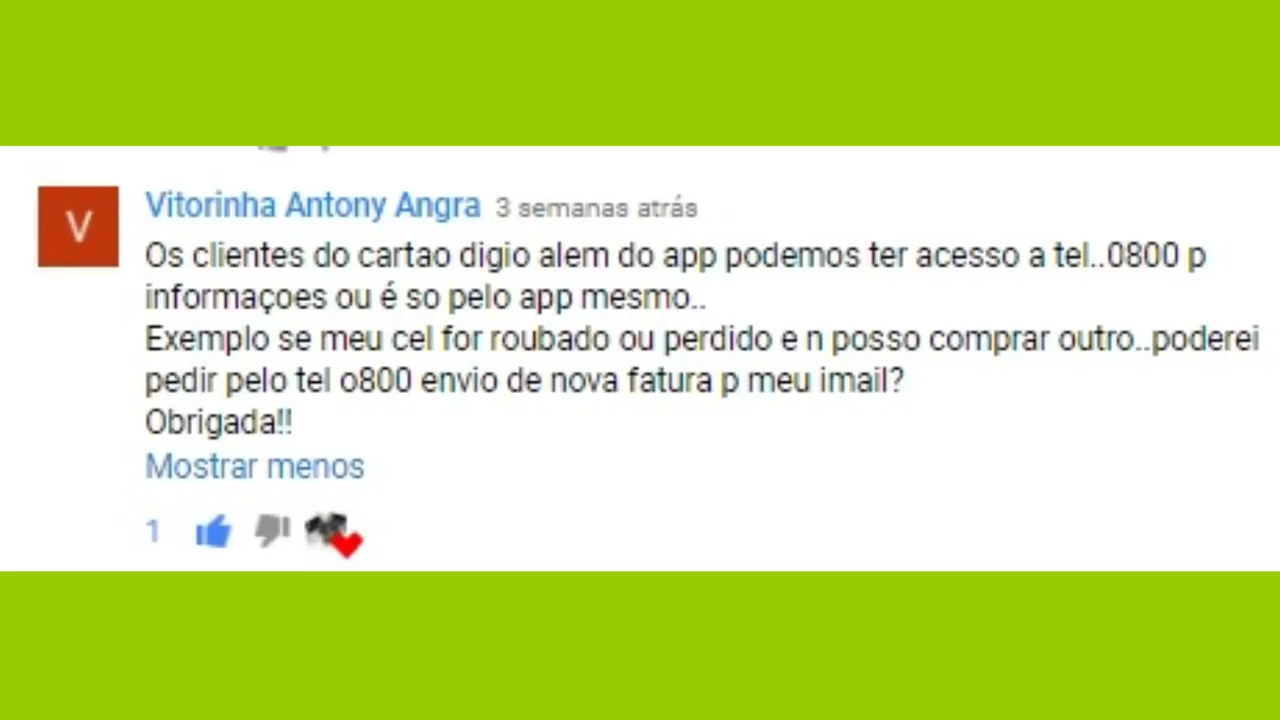 V
Vitorinha Antony Angra 3 semanas atrás
Os clientes do cartao digio alem do app podemos ter acesso a tel..0800 p
informaçoes ou é so pelo app mesmo..
Exemplo se meu cel for roubado ou perdido e n posso comprar outro..poderei
pedir pelo tel o800 envio de nova fatura p meu imail?
Obrigada!!
Mostrar menos
1